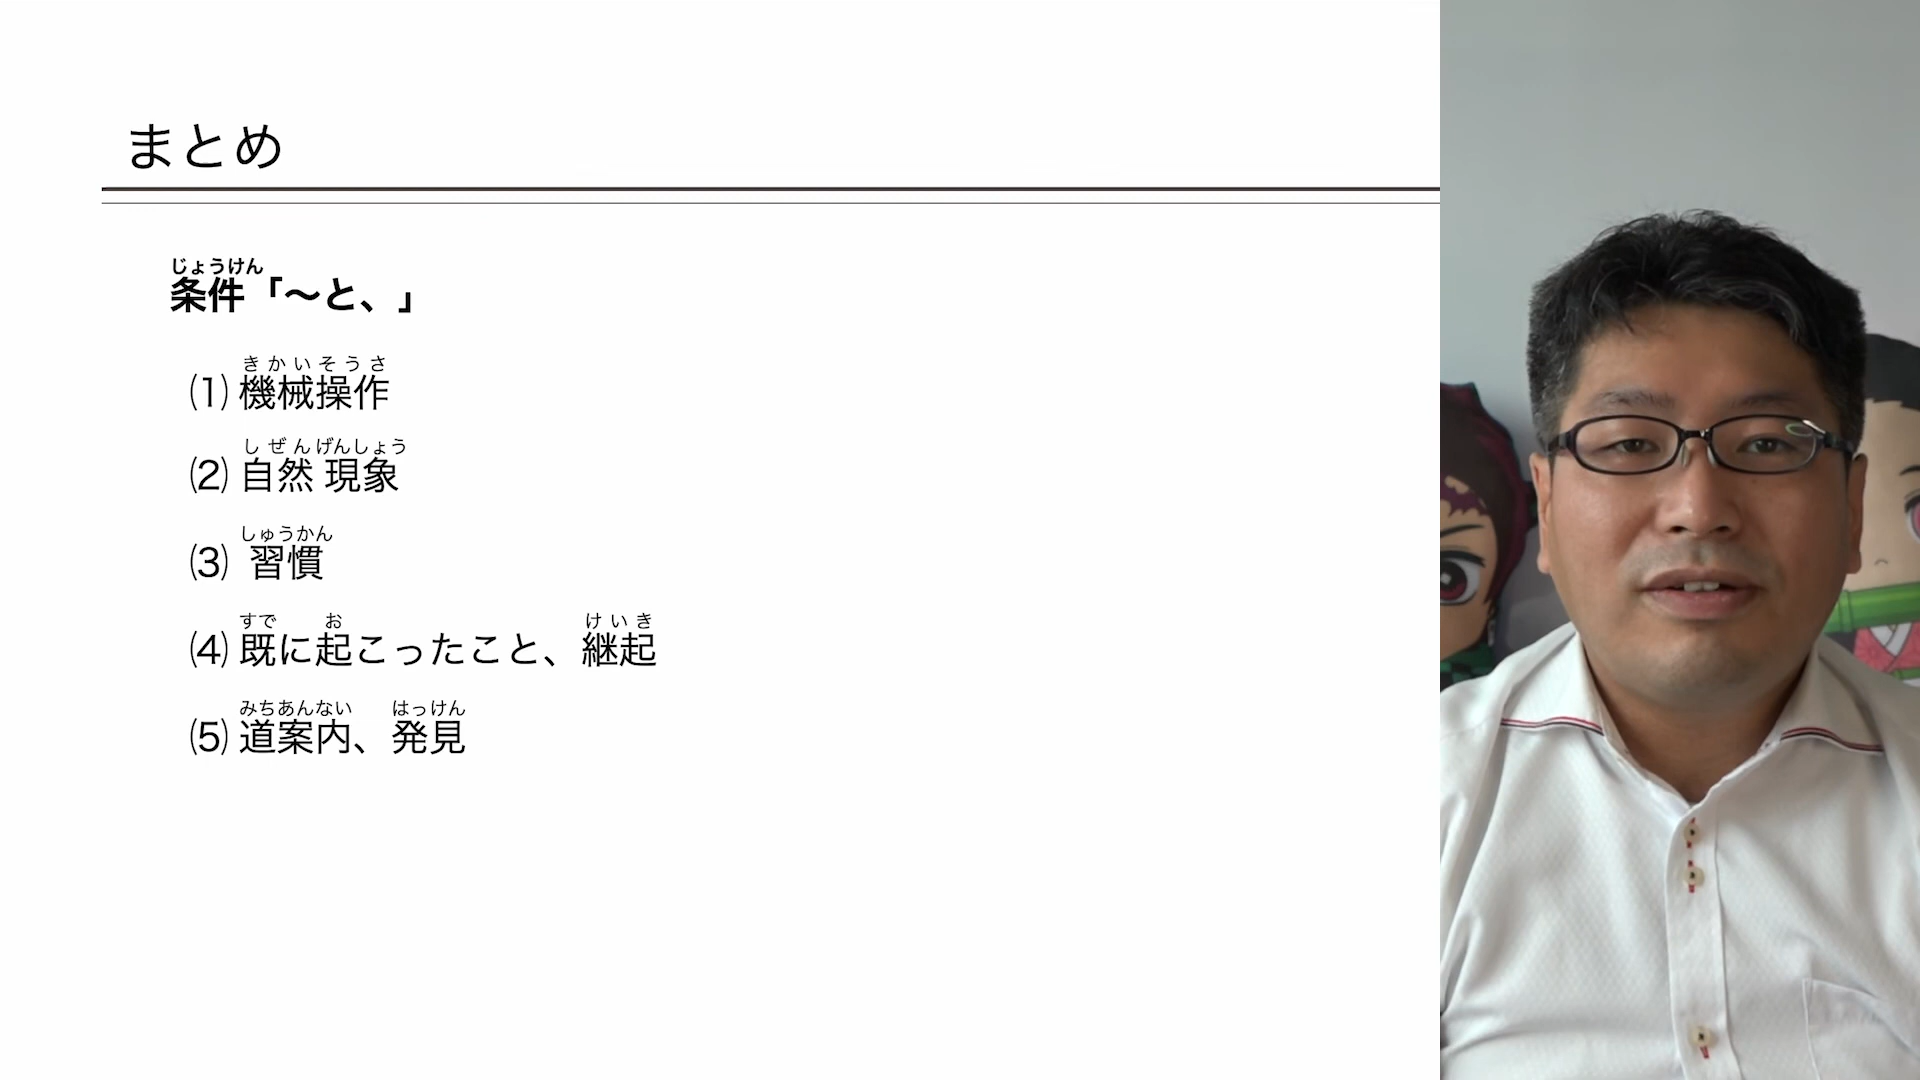 まとめ
じょうけん
条件「〜と、」
きかいそうさ
(1) 機械操作
しぜんげんしょう
(2) 自然 現象
しゅうかん
(3) 習慣
すで お けいき
(4) 既に起こったこと、継起
みちあんない はっけん
(5) 道案内、発見